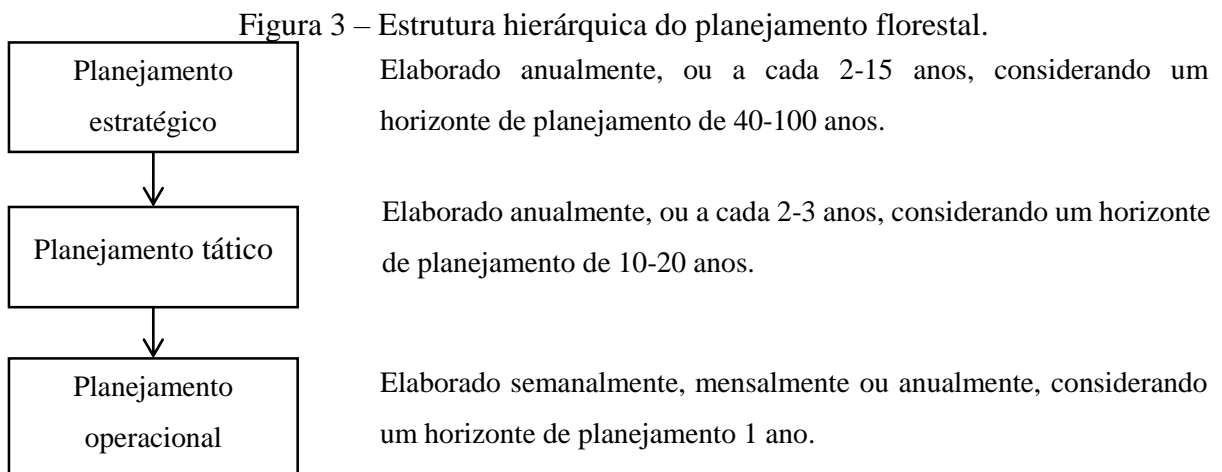 Figura 3 – Estrutura hierárquica do planejamento florestal.
Planejamento
estratégico
Elaborado anualmente, ou a cada 2-15 anos, considerando um
horizonte de planejamento de 40-100 anos.
Planejamento tático
Elaborado anualmente, ou a cada 2-3 anos, considerando um horizonte
de planejamento de 10-20 anos.
Planejamento
operacional
Elaborado semanalmente, mensalmente ou anualmente, considerando
um horizonte de planejamento 1 ano.